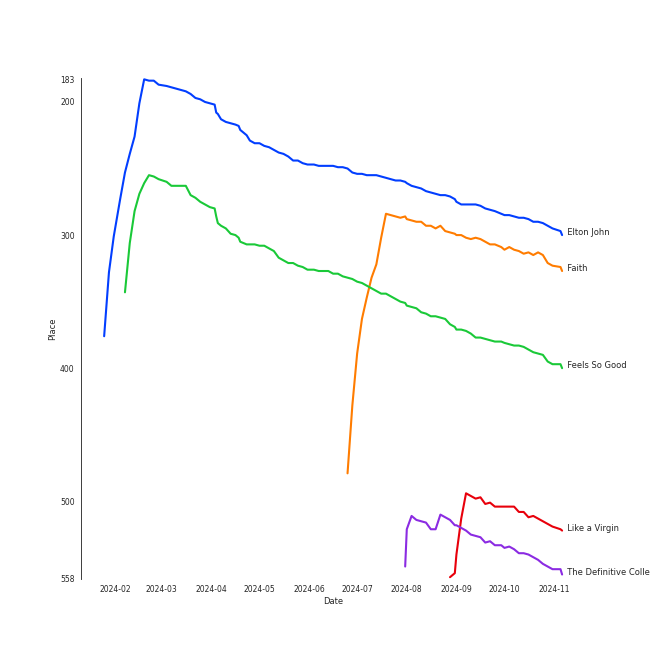 183
200
300
400
500
558
Place
2024-02
2024-03
2024-04
2024-05
2024-06
2024-07
2024-08
2024-09
2024-10
2024-11
Date
Elton John
Faith
Feels So Good
Like a Virgin
The Definitive Colle